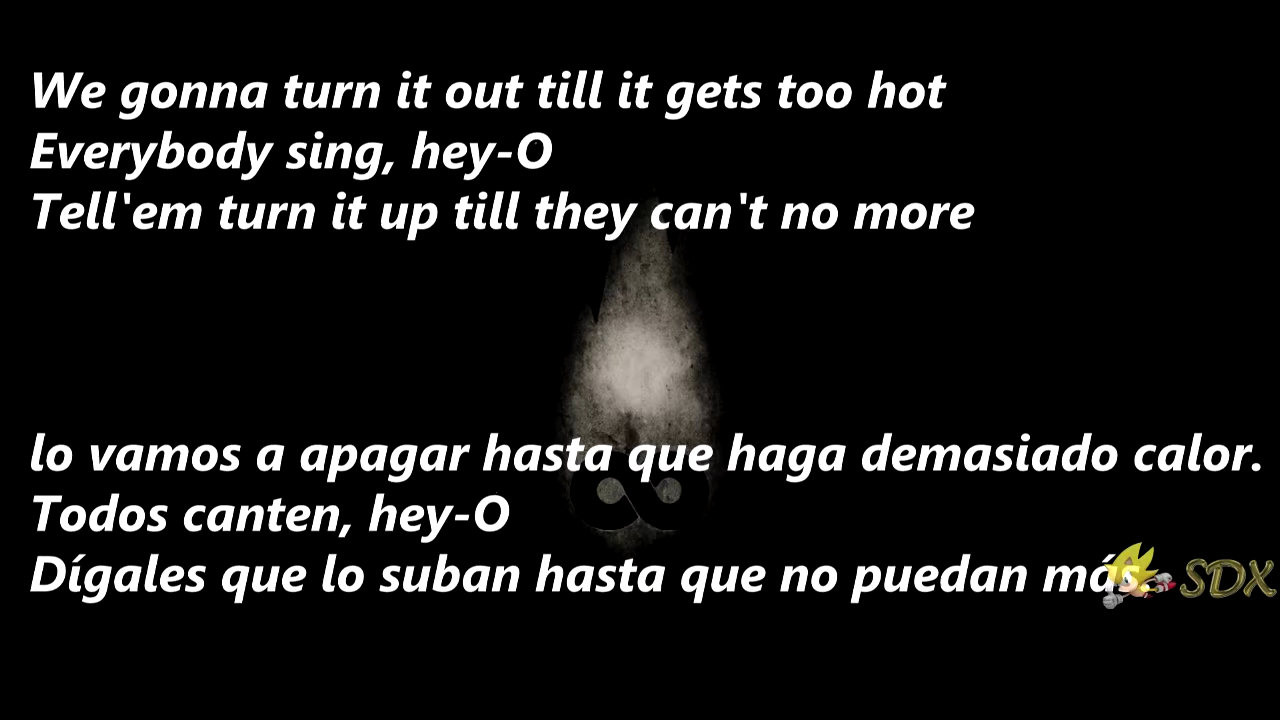 We gonna turn it out till it gets too hot
Everybody sing, hey-O
Tell'em turn it up till they can't no more
lo vamos a apagar hasta que haga demasiado calor.
Todos canten, hey-O
Dígales que lo suban hasta que no puedan más.
SDX